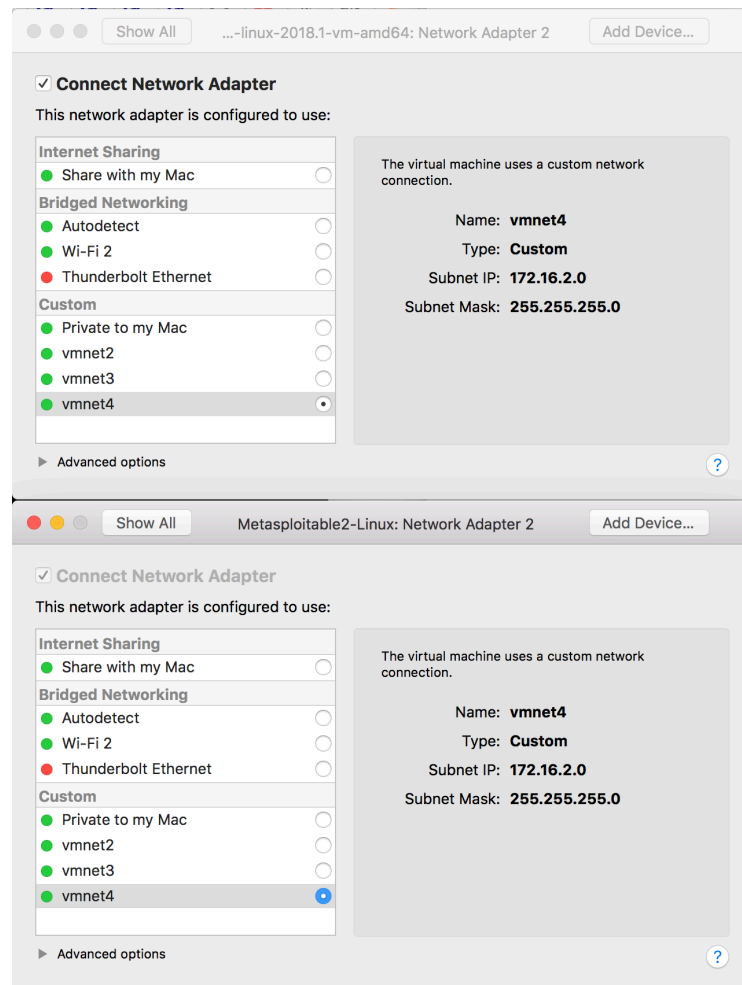 Show All ...-linux-2018.1-vm-amd64: Network Adapter 2 Add Device...
Connect Network Adapter
This network adapter is configured to use:
Internet Sharing
Share with my Mac
Bridged Networking
Autodetect
Wi-Fi 2
Thunderbolt Ethernet
Custom
Private to my Mac
vmnet2
vmnet3
vmnet4
The virtual machine uses a custom network
connection.
Name: vmnet4
Type: Custom
Subnet IP: 172.16.2.0
Subnet Mask: 255.255.255.0
Advanced options
?
Show All Metasploitable2-Linux: Network Adapter 2 Add Device...
Connect Network Adapter
This network adapter is configured to use:
Internet Sharing
Share with my Mac
Bridged Networking
Autodetect
Wi-Fi 2
Thunderbolt Ethernet
Custom
Private to my Mac
vmnet2
vmnet3
vmnet4
The virtual machine uses a custom network
connection.
Name: vmnet4
Type: Custom
Subnet IP: 172.16.2.0
Subnet Mask: 255.255.255.0
Advanced options
?